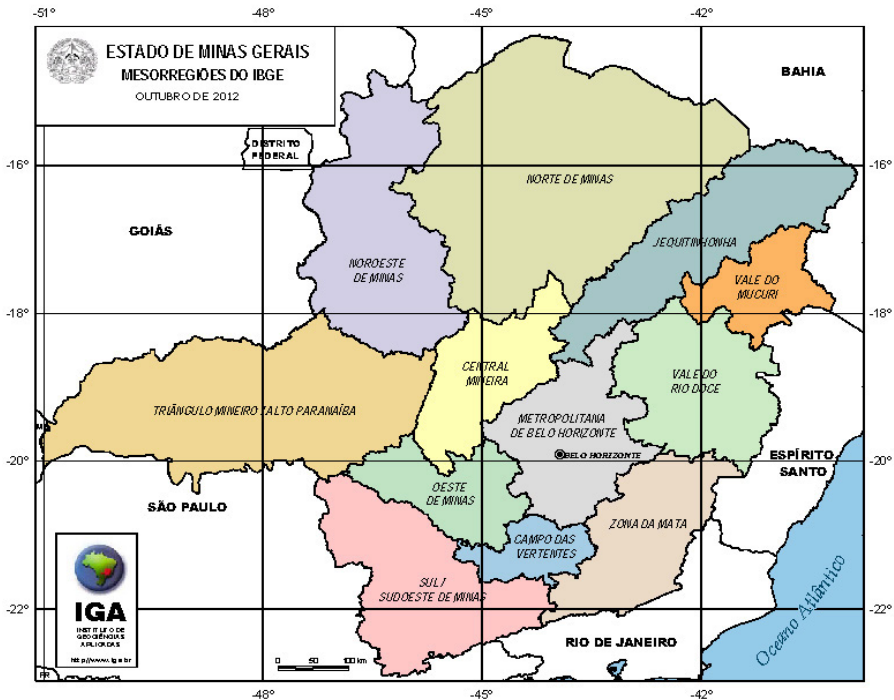 -51°
-48°
-45°
-42°
ESTADO DE MINAS GERAIS
MESORREGIÕES DO IBGE
OUTUBRO DE 2012
BAHIA
DISTRITO
FEDERAL
-16°
-16°
NORTE DE MINAS
GOIÁS
JEQUITINHONHA
NOROESTE
DE MINAS
VALE DO
MUCURI
-18°
-18°
CENTRAL
MINEIRA
VALE DO
RIO DOCE
TRIÂNGULO MINEIRO / ALTO PARANAÍBA
METROPOLITANA
DE BELO HORIZONTE
BELO HORIZONTE
ESPÍRITO
SANTO
-20°
-20°
OESTE
DE MINAS
SÃO PAULO
ZONA DA MATA
CAMPO DAS
VERTENTES
SUL /
SUDOESTE DE MINAS
IGA
INSTITUTO DE
GEOCIÊNCIAS
APLICADAS
-22°
-22°
Oceano Atlântico
RIO DE JANEIRO
0 50 100 km
PR
-48°
-45°
-42°